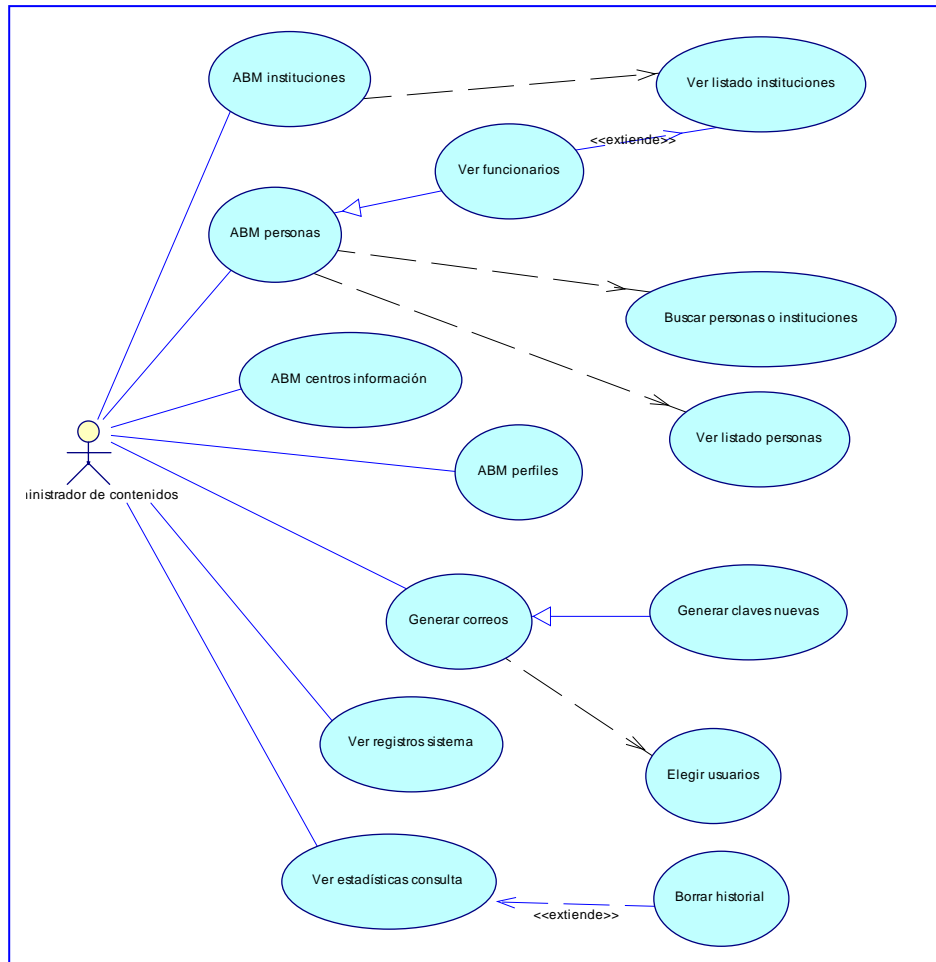 ABM instituciones
Ver listado instituciones
<<extiende>>
Ver funcionarios
ABM personas
Buscar personas o instituciones
ABM centros información
Ver listado personas
ABM perfiles
ministrador de contenidos
Generar correos
Generar claves nuevas
Ver registros sistema
Elegir usuarios
Ver estadísticas consulta
Borrar historial
<<extiende>>